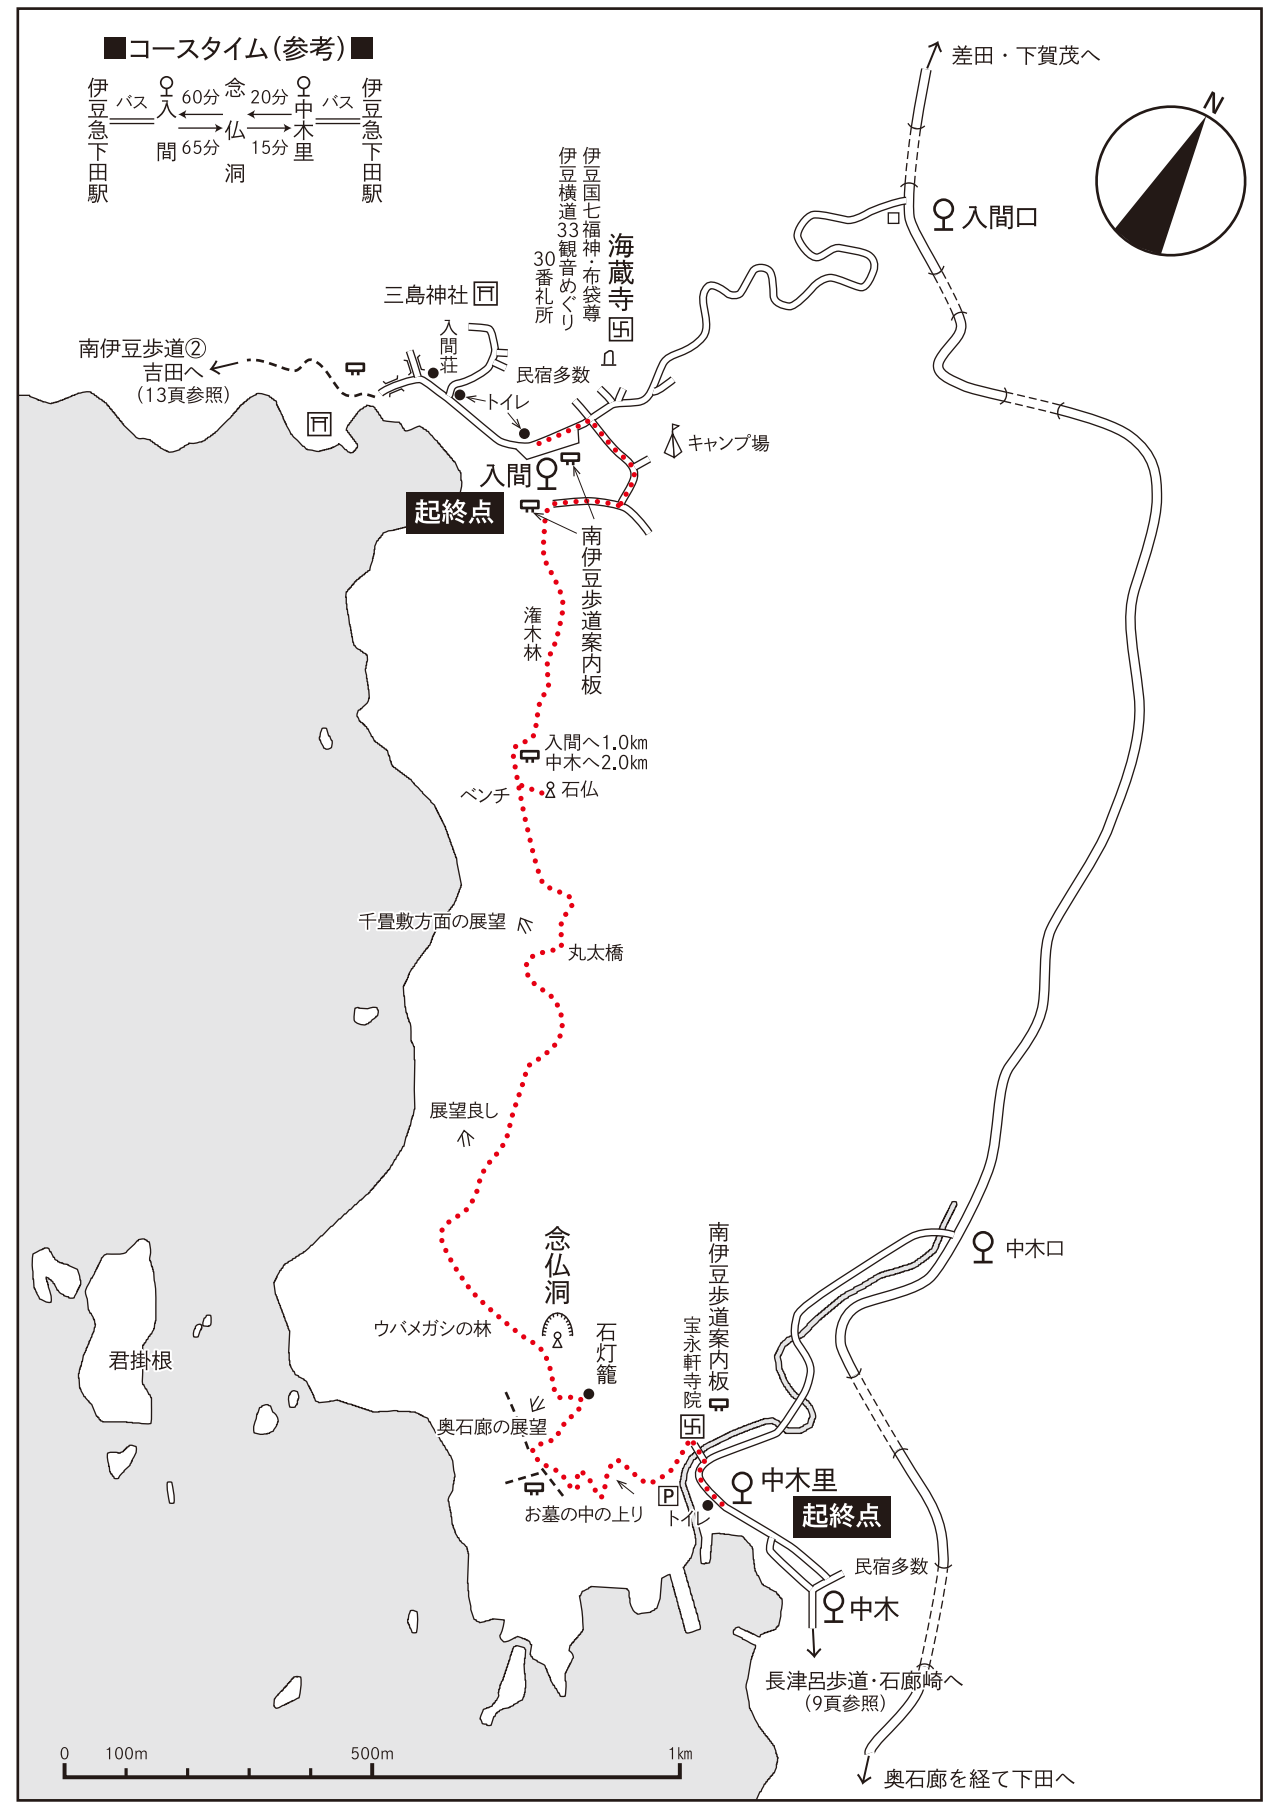 ■コースタイム(参考)■
伊豆急下田駅
バス
入間
60分
65分
念仏洞
20分
15分
中木里
バス
伊豆急下田駅
差田・下賀茂へ
N
入間口
伊豆国七福神・布袋尊
伊豆横道33観音めぐり
30番札所
海蔵寺
三島神社
入間荘
南伊豆歩道②
吉田へ
(13頁参照)
民宿多数
トイレ
キャンプ場
入間
起終点
南伊豆歩道案内板
潅木林
入間へ1.0km
中木へ2.0km
ベンチ
石仏
千畳敷方面の展望
丸太橋
展望良し
中木口
念仏洞
南伊豆歩道案内板
宝永軒寺院
石灯籠
ウバメガシの林
君掛根
奥石廊の展望
中木里
P
トイレ
起終点
お墓の中の上り
民宿多数
中木
長津呂歩道・石廊崎へ
(9頁参照)
0 100m 500m 1km
奥石廊を経て下田へ